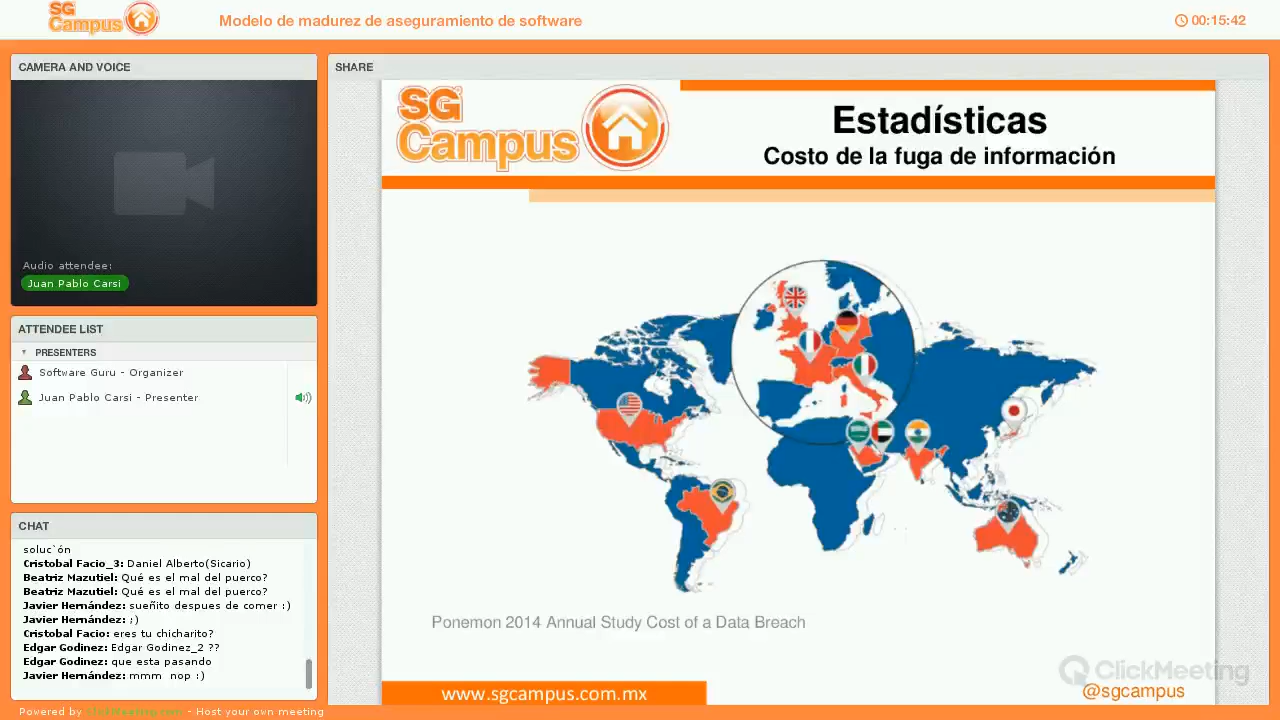 SG Campus
Modelo de madurez de aseguramiento de software
00:15:42
CAMERA AND VOICE
Audio attendee:
Juan Pablo Carsi
ATTENDEE LIST
PRESENTERS
Software Guru - Organizer
Juan Pablo Carsi - Presenter
CHAT
soluc`ón
Cristobal Facio_3: Daniel Alberto(Sicario)
Beatriz Mazutiel: Qué es el mal del puerco?
Beatriz Mazutiel: Qué es el mal del puerco?
Javier Hernández: sueñito despues de comer :)
Javier Hernández: ;)
Cristobal Facio: eres tu chicharito?
Edgar Godinez: Edgar Godinez_2 ??
Edgar Godinez: que esta pasando
Javier Hernández: mmm nop :)
Powered by ClickMeeting.com - Host your own meeting
SHARE
SG
Campus
Estadísticas
Costo de la fuga de información
Ponemon 2014 Annual Study Cost of a Data Breach
www.sgcampus.com.mx
ClickMeeting
@sgcampus